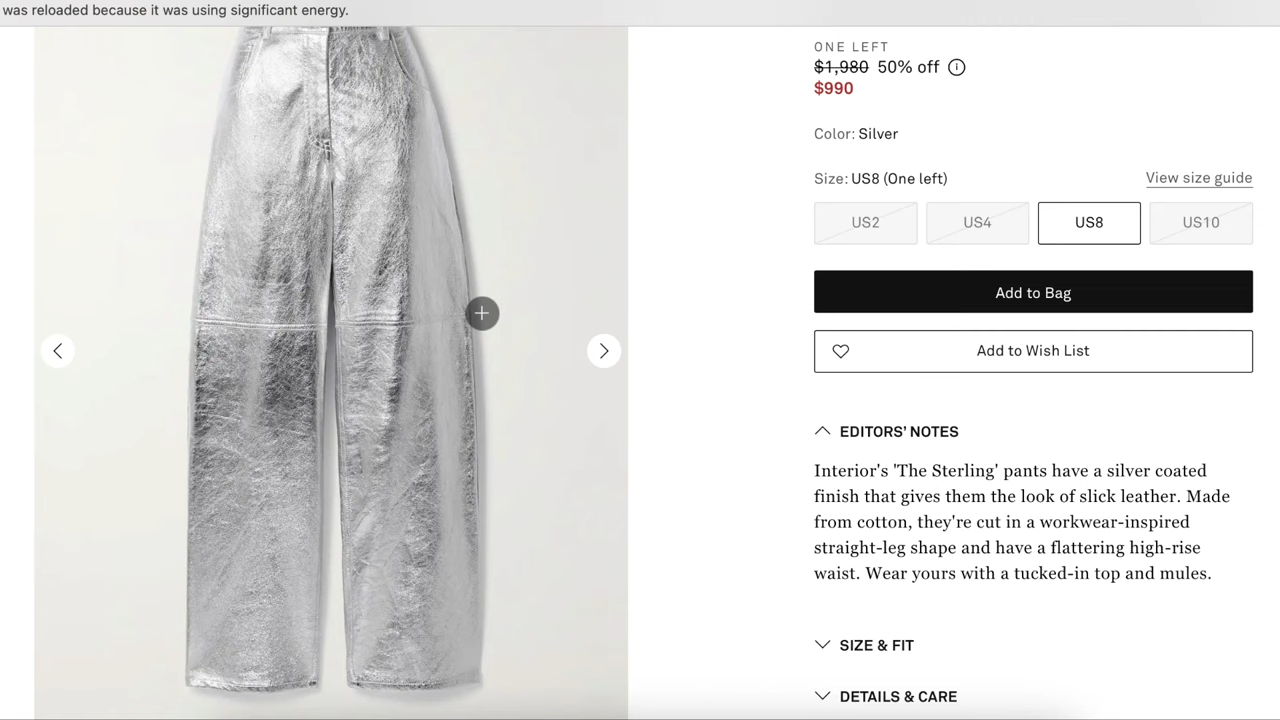 was reloaded because it was using significant energy.
ONE LEFT
$1,980 50% off
$990
Color: Silver
Size: US8 (One left)
View size guide
US2
US4
US8
US10
Add to Bag
Add to Wish List
EDITORS’ NOTES
Interior's 'The Sterling' pants have a silver coated
finish that gives them the look of slick leather. Made
from cotton, they're cut in a workwear-inspired
straight-leg shape and have a flattering high-rise
waist. Wear yours with a tucked-in top and mules.
SIZE & FIT
DETAILS & CARE